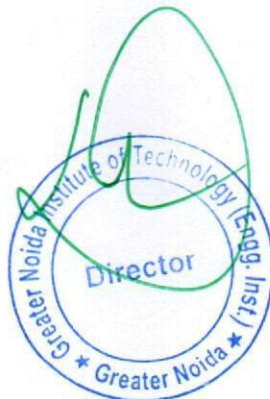 Greater Noida Institute of Technology (Engg. Inst.)
Director
★ Greater Noida ★